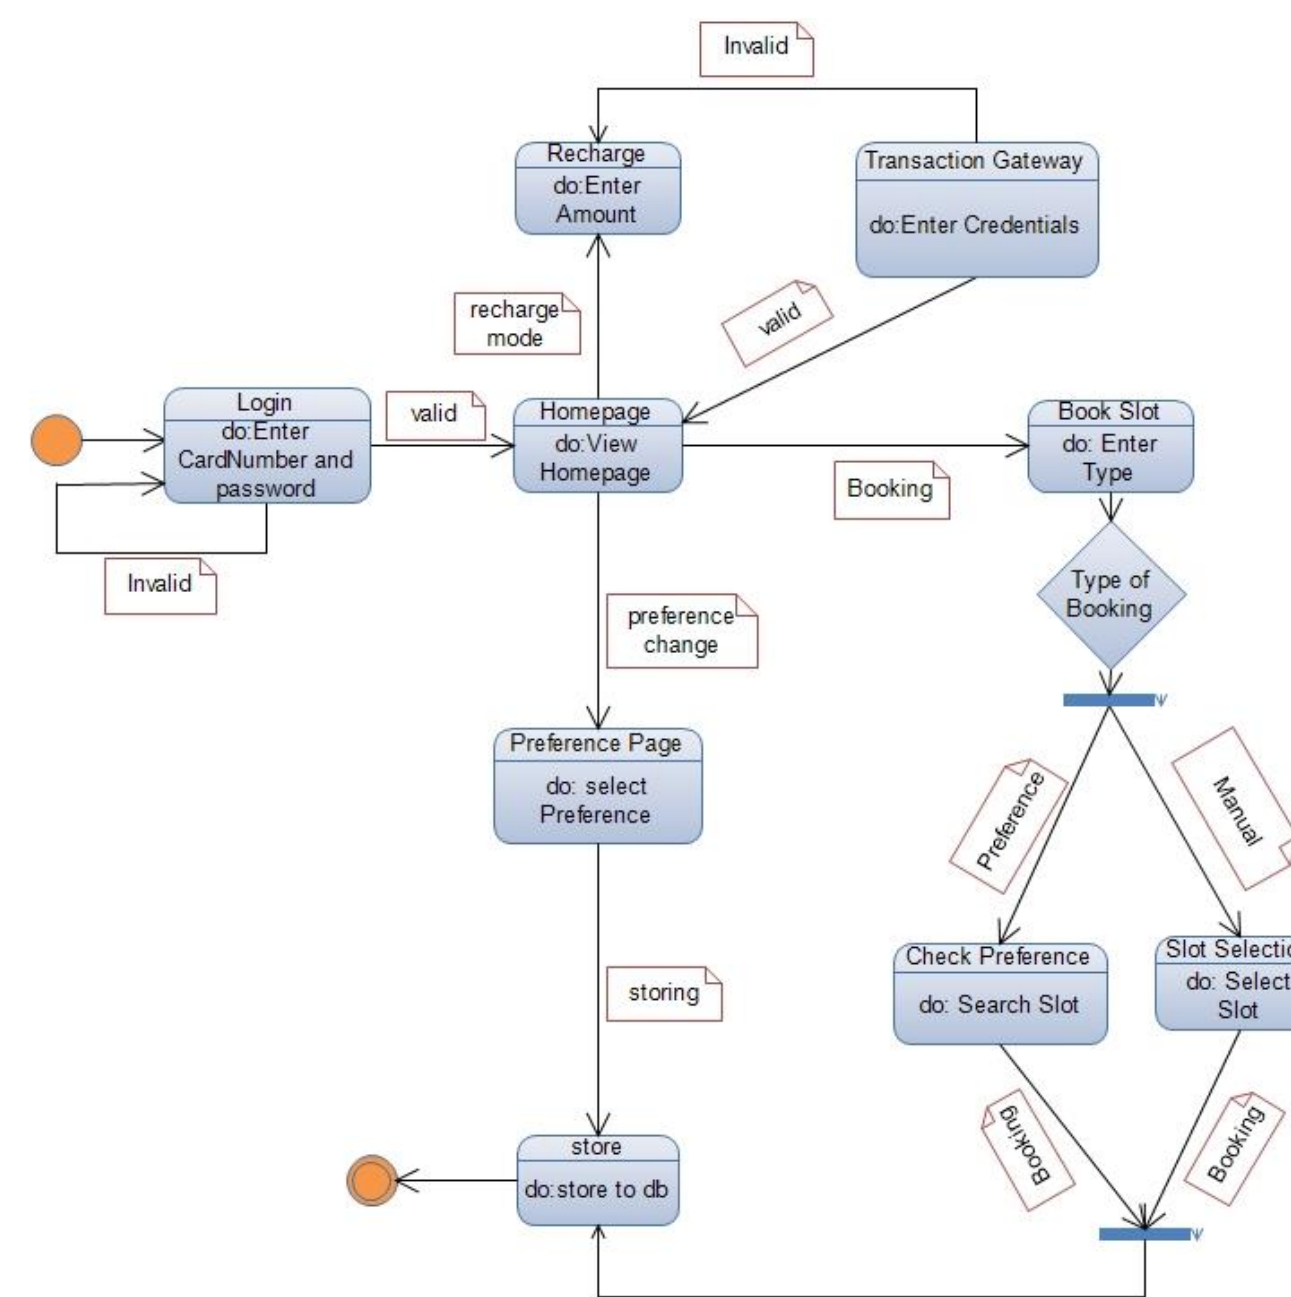 Invalid
Recharge
do:Enter
Amount
Transaction Gateway
do:Enter Credentials
recharge
mode
valid
Login
do:Enter
CardNumber and
password
valid
Homepage
do:View
Homepage
Book Slot
do: Enter
Type
Booking
Invalid
Type of
Booking
preference
change
Preference Page
do: select
Preference
Preference
Manual
Check Preference
do: Search Slot
Slot Selectio
do: Select
Slot
storing
Booking
Booking
store
do:store to db